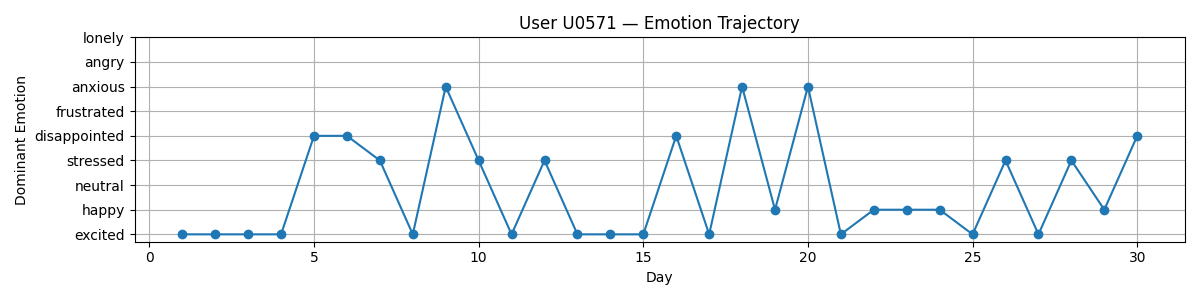 User U0571 — Emotion Trajectory
Dominant Emotion
lonely
angry
anxious
frustrated
disappointed
stressed
neutral
happy
excited
0 5 10 15 20 25 30
Day